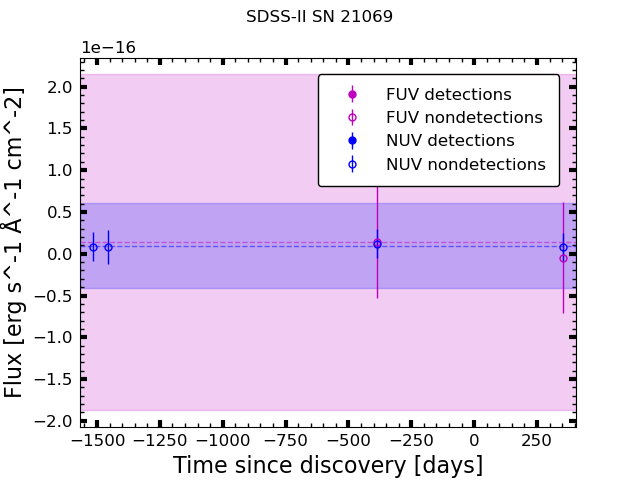 SDSS-II SN 21069
1e−16
FUV detections
FUV nondetections
NUV detections
NUV nondetections
2.0
1.5
1.0
0.5
0.0
−0.5
−1.0
−1.5
−2.0
Flux [erg s^-1 Å^-1 cm^-2]
−1500 −1250 −1000 −750 −500 −250 0 250
Time since discovery [days]